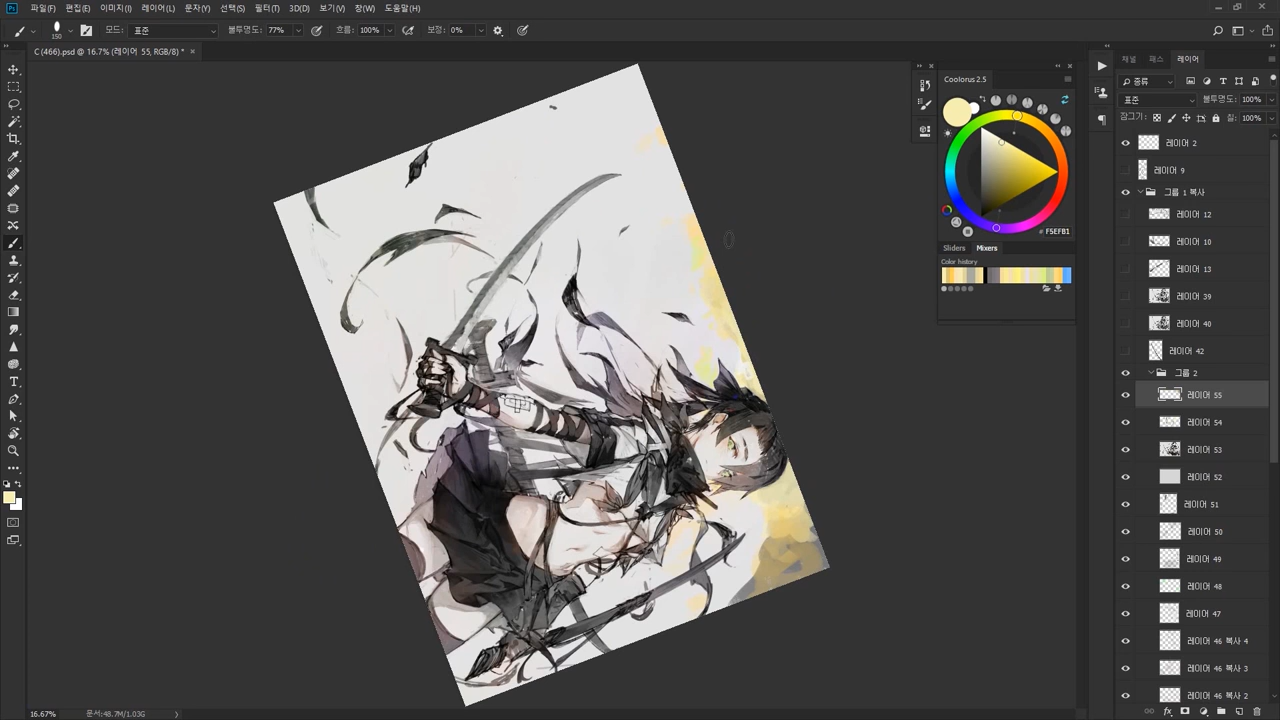 Ps 파일(F) 편집(E) 이미지(I) 레이어(L) 문자(Y) 선택(S) 필터(T) 3D(D) 보기(V) 창(W) 도움말(H)
150 모드: 표준 불투명도: 77% 흐름: 100% 보정: 0%
C (466).psd @ 16.7% (레이어 55, RGB/8) * ×
Coolorus 2.5
# F5EFB1
Sliders Mixers
Color history
채널 패스 레이어
종류
표준 불투명도: 100%
잠그기: 칠: 100%
레이어 2
레이어 9
그룹 1 복사
레이어 12
레이어 10
레이어 13
레이어 39
레이어 40
레이어 42
그룹 2
레이어 55
레이어 54
레이어 53
레이어 52
레이어 51
레이어 50
레이어 49
레이어 48
레이어 47
레이어 46 복사 4
레이어 46 복사 3
레이어 46 복사 2
16.67% 문서:48.7M/1.03G